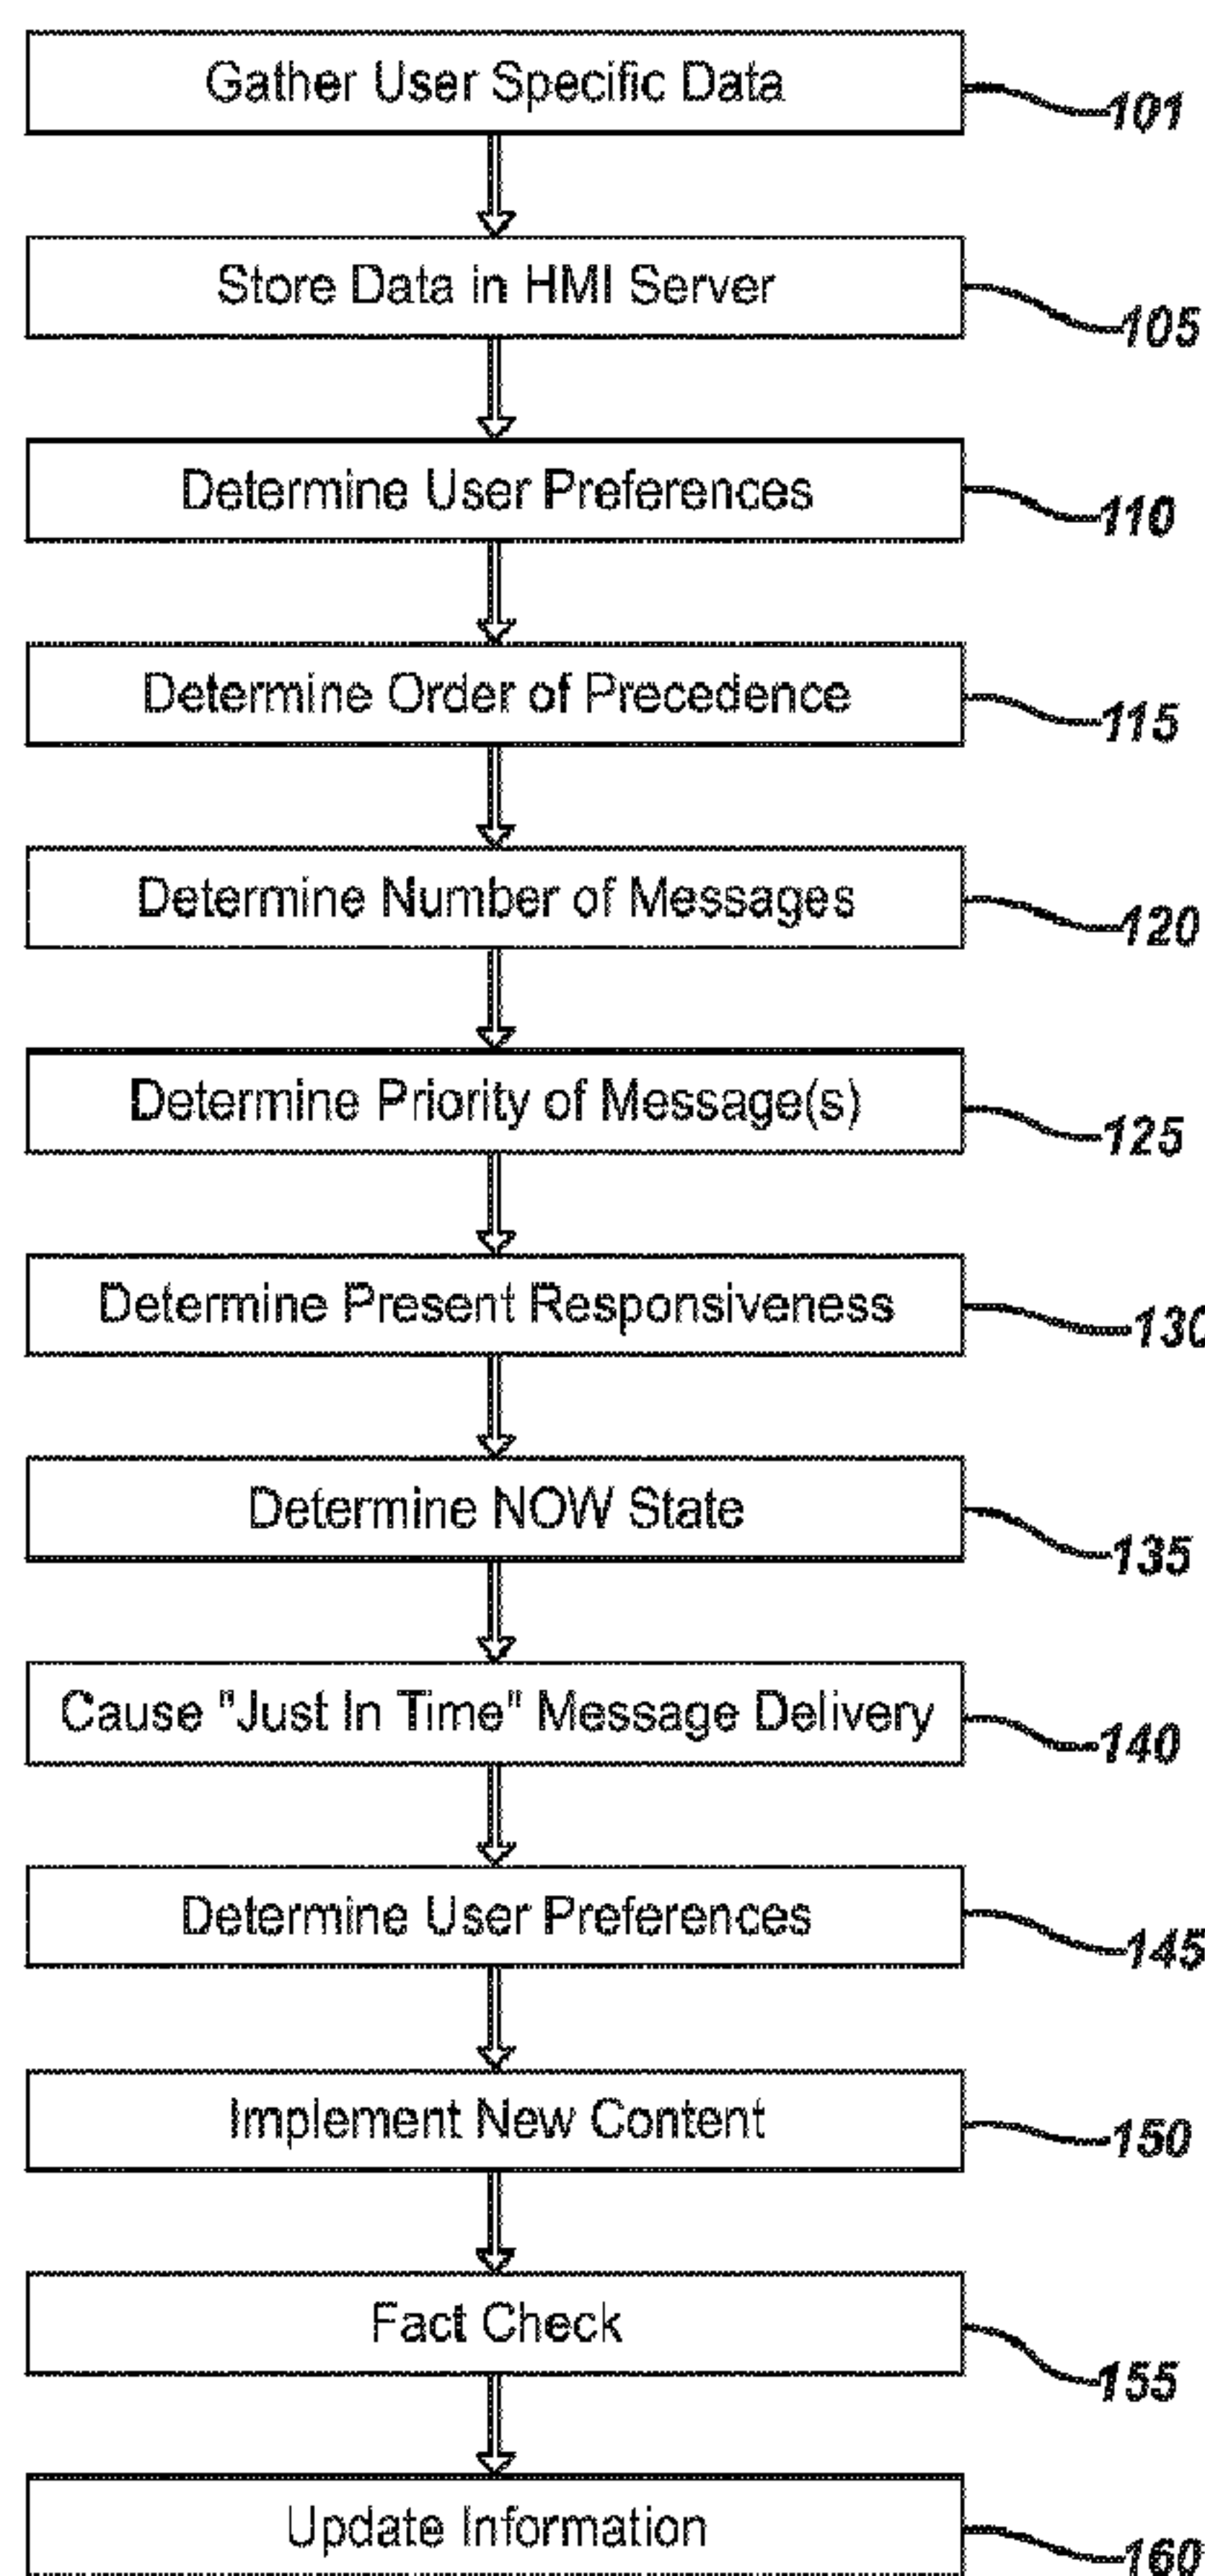 Gather User Specific Data
101
Store Data in HMI Server
105
Determine User Preferences
110
Determine Order of Precedence
115
Determine Number of Messages
120
Determine Priority of Message(s)
125
Determine Present Responsiveness
130
Determine NOW State
135
Cause "Just In Time" Message Delivery
140
Determine User Preferences
145
Implement New Content
150
Fact Check
155
Update Information
160